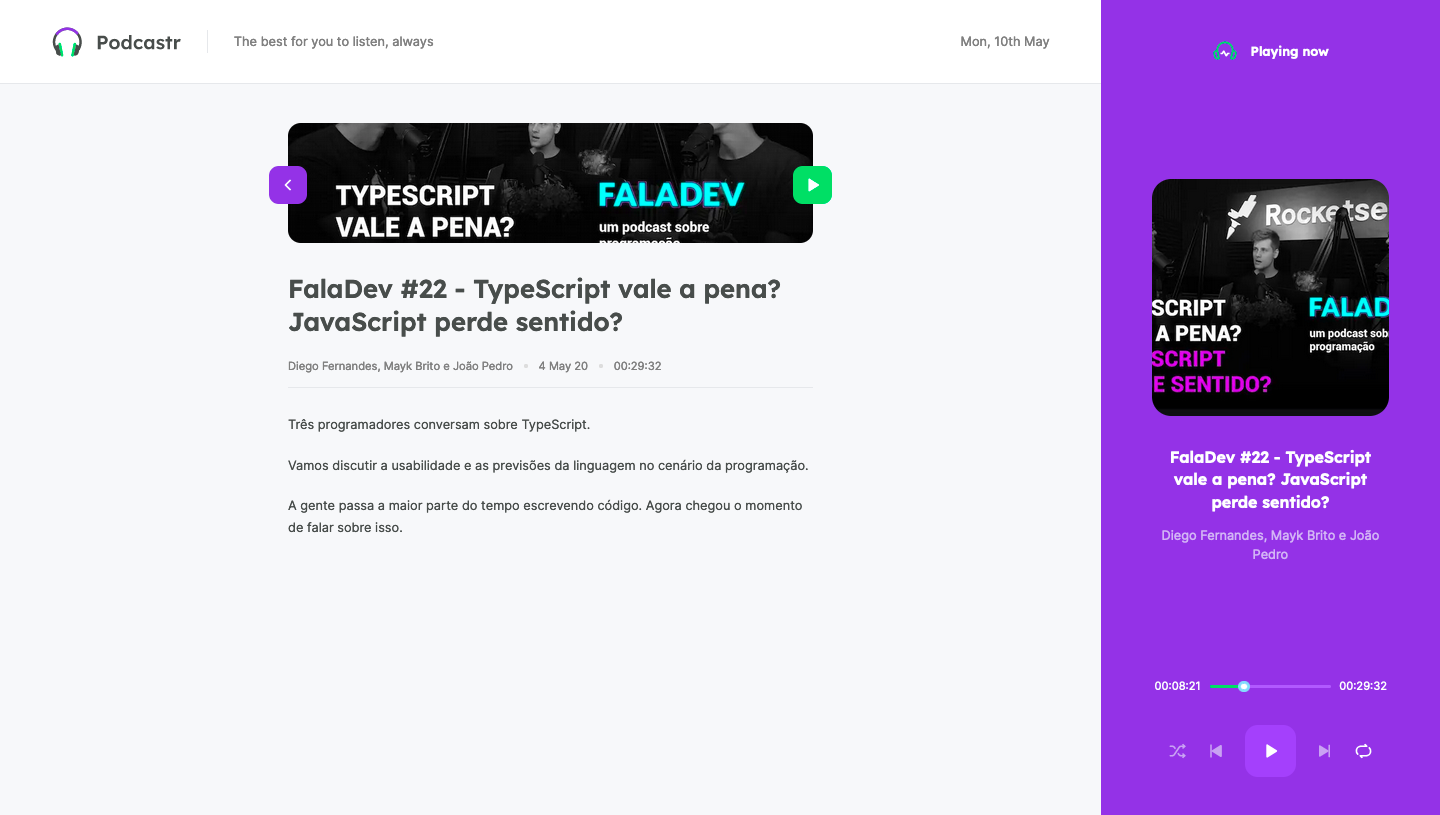 Podcastr
The best for you to listen, always
Mon, 10th May
TYPESCRIPT
VALE A PENA?
FALADEV
um podcast sobre
programação
FalaDev #22 - TypeScript vale a pena?
JavaScript perde sentido?
Diego Fernandes, Mayk Brito e João Pedro • 4 May 20 • 00:29:32
Três programadores conversam sobre TypeScript.
Vamos discutir a usabilidade e as previsões da linguagem no cenário da programação.
A gente passa a maior parte do tempo escrevendo código. Agora chegou o momento
de falar sobre isso.
Playing now
Rocketse
SCRIPT
A PENA?
SCRIPT
E SENTIDO?
FALAD
um podcast sob
programação
FalaDev #22 - TypeScript
vale a pena? JavaScript
perde sentido?
Diego Fernandes, Mayk Brito e João
Pedro
00:08:21
00:29:32